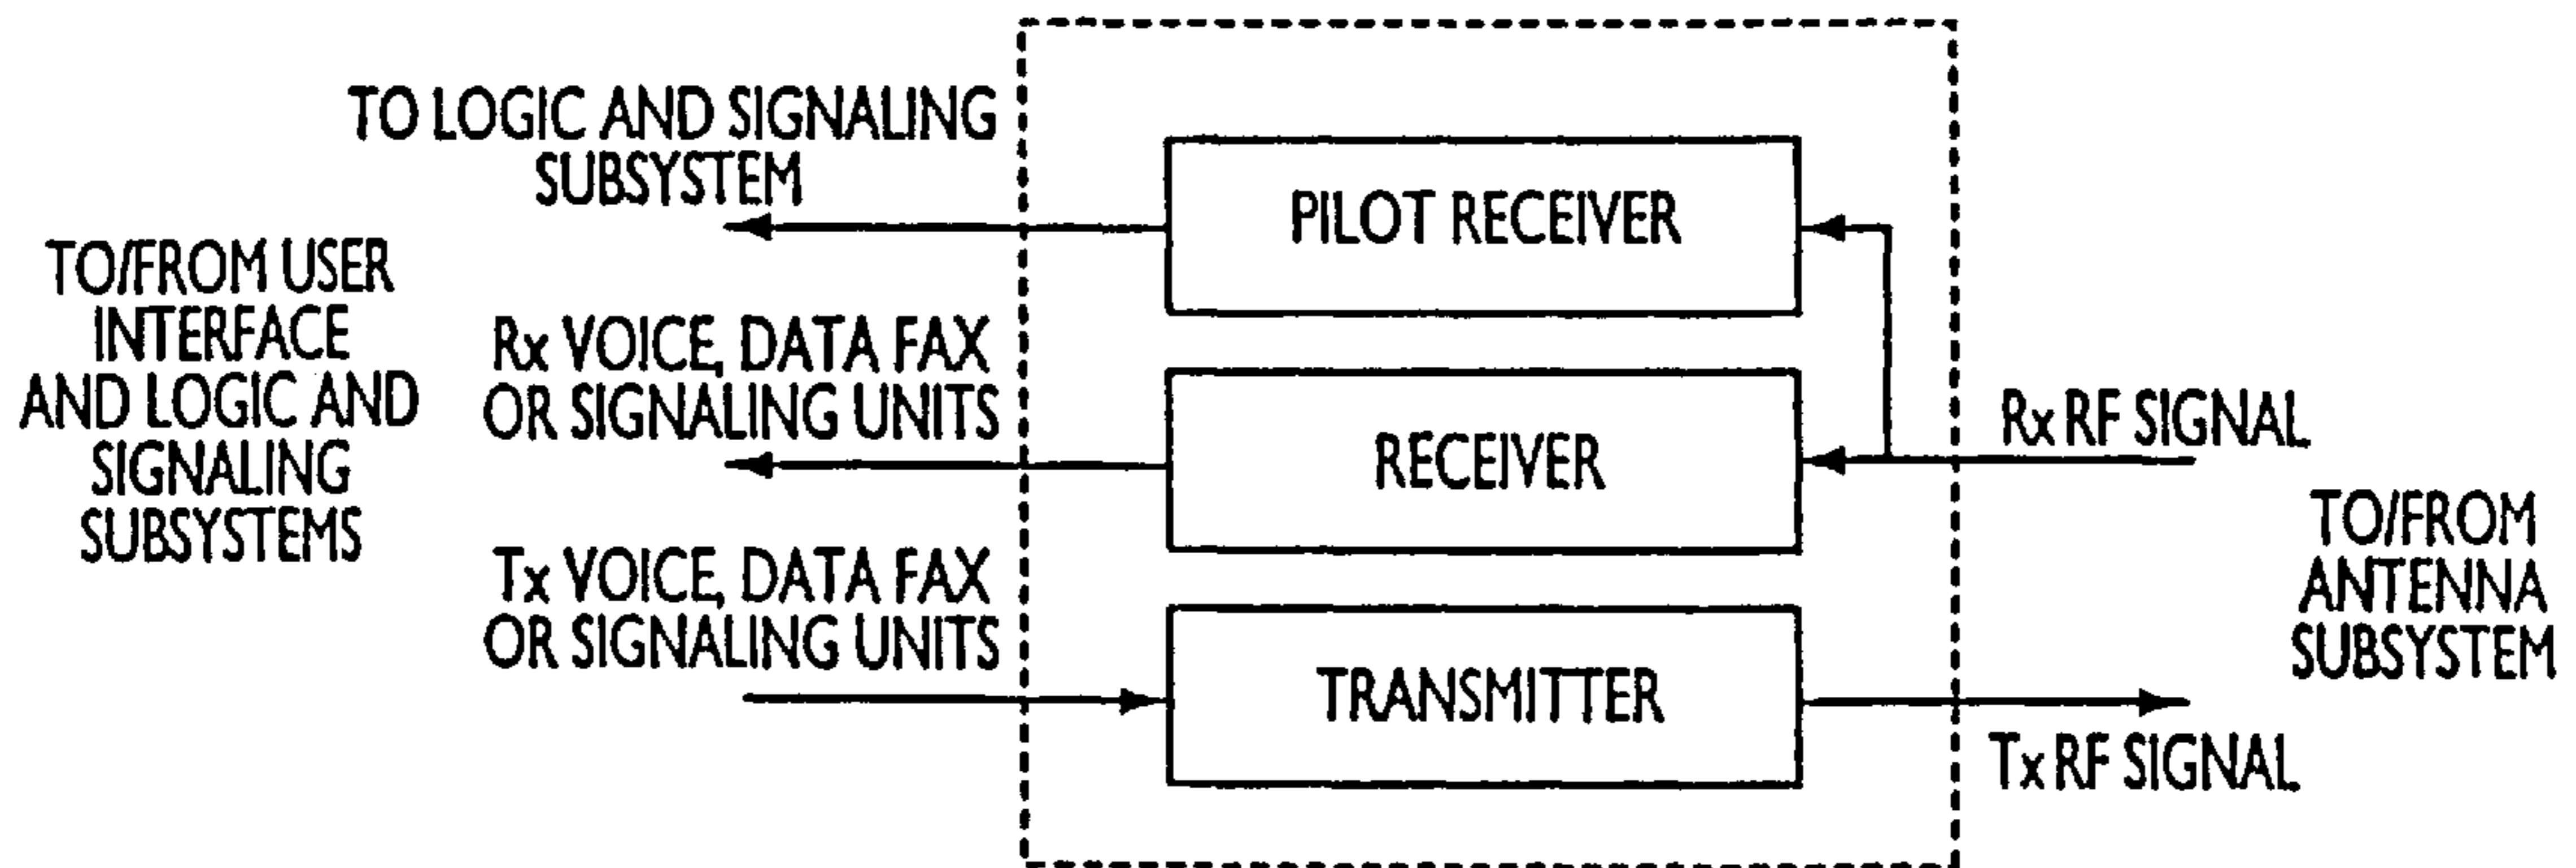 TO LOGIC AND SIGNALING
SUBSYSTEM
TO/FROM USER
INTERFACE
AND LOGIC AND
SIGNALING
SUBSYSTEMS
Rx VOICE, DATA FAX
OR SIGNALING UNITS
Tx VOICE, DATA FAX
OR SIGNALING UNITS
PILOT RECEIVER
RECEIVER
TRANSMITTER
Rx RF SIGNAL
TO/FROM
ANTENNA
SUBSYSTEM
Tx RF SIGNAL